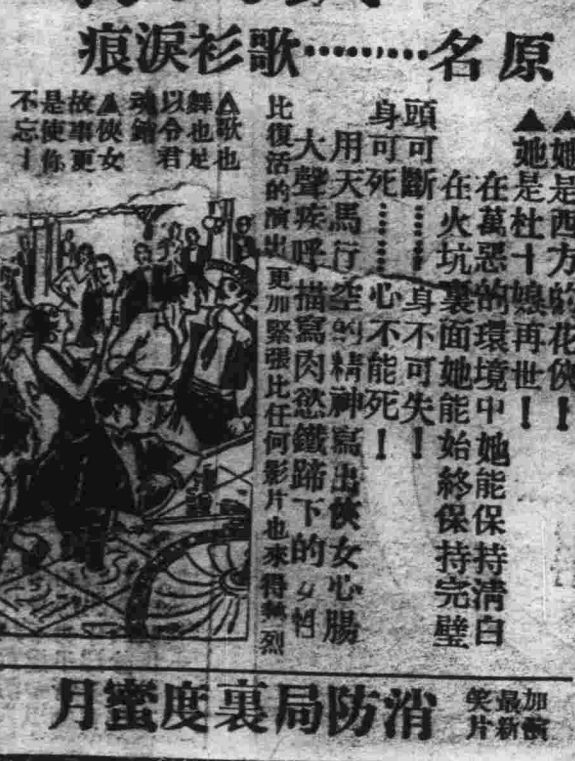 原名⋯⋯⋯歌衫淚痕
▲她是西方的花俠！
▲她是杜十娘再世！
在萬惡的環境中她能保持清白
在火坑裏面她能始終保持完璧
頭可斷⋯⋯身不可失！
身可死⋯⋯心不能死！
用天馬行空的精神寫出俠女心腸
大聲疾呼描寫肉慾鐵蹄下的女性
比復活的演出更加緊張比任何影片也來得熱烈
▲歌也
舞也足
以令君
魂銷
▲俠女
故事更
是使你
不忘！
加演
最新
笑片
消防局裏度蜜月